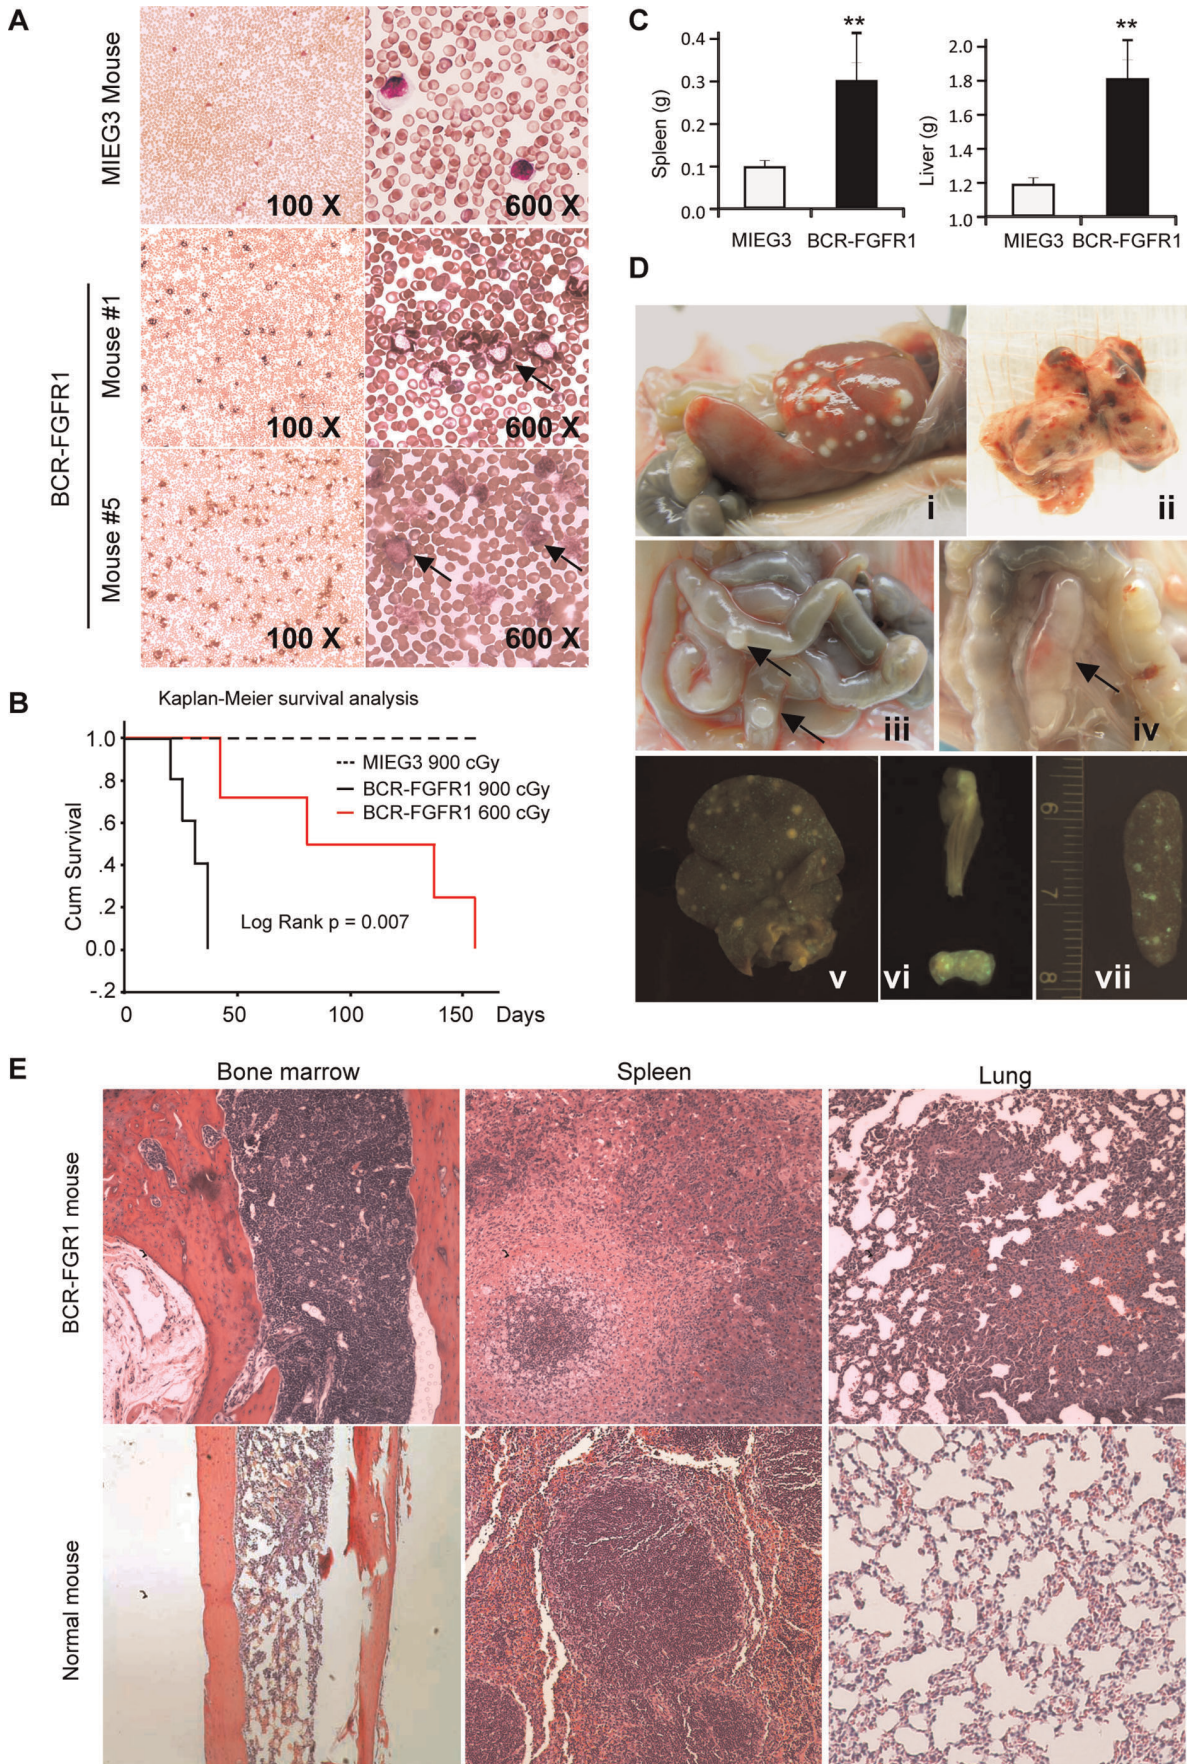 A
MIEG3 Mouse
100 X
600 X
BCR-FGFR1
Mouse #1
100 X
600 X
Mouse #5
100 X
600 X
B
Kaplan-Meier survival analysis
Cum Survival
1.0
.8
.6
.4
.2
0.0
-.2
MIEG3 900 cGy
BCR-FGFR1 900 cGy
BCR-FGFR1 600 cGy
Log Rank p = 0.007
0 50 100 150 Days
C
Spleen (g)
0.4
0.3
0.2
0.1
0.0
**
MIEG3 BCR-FGFR1
Liver (g)
2.0
1.8
1.6
1.4
1.2
1.0
**
MIEG3 BCR-FGFR1
D
i
ii
iii
iv
v
vi
vii
6
7
8
E
Bone marrow
Spleen
Lung
BCR-FGR1 mouse
Normal mouse